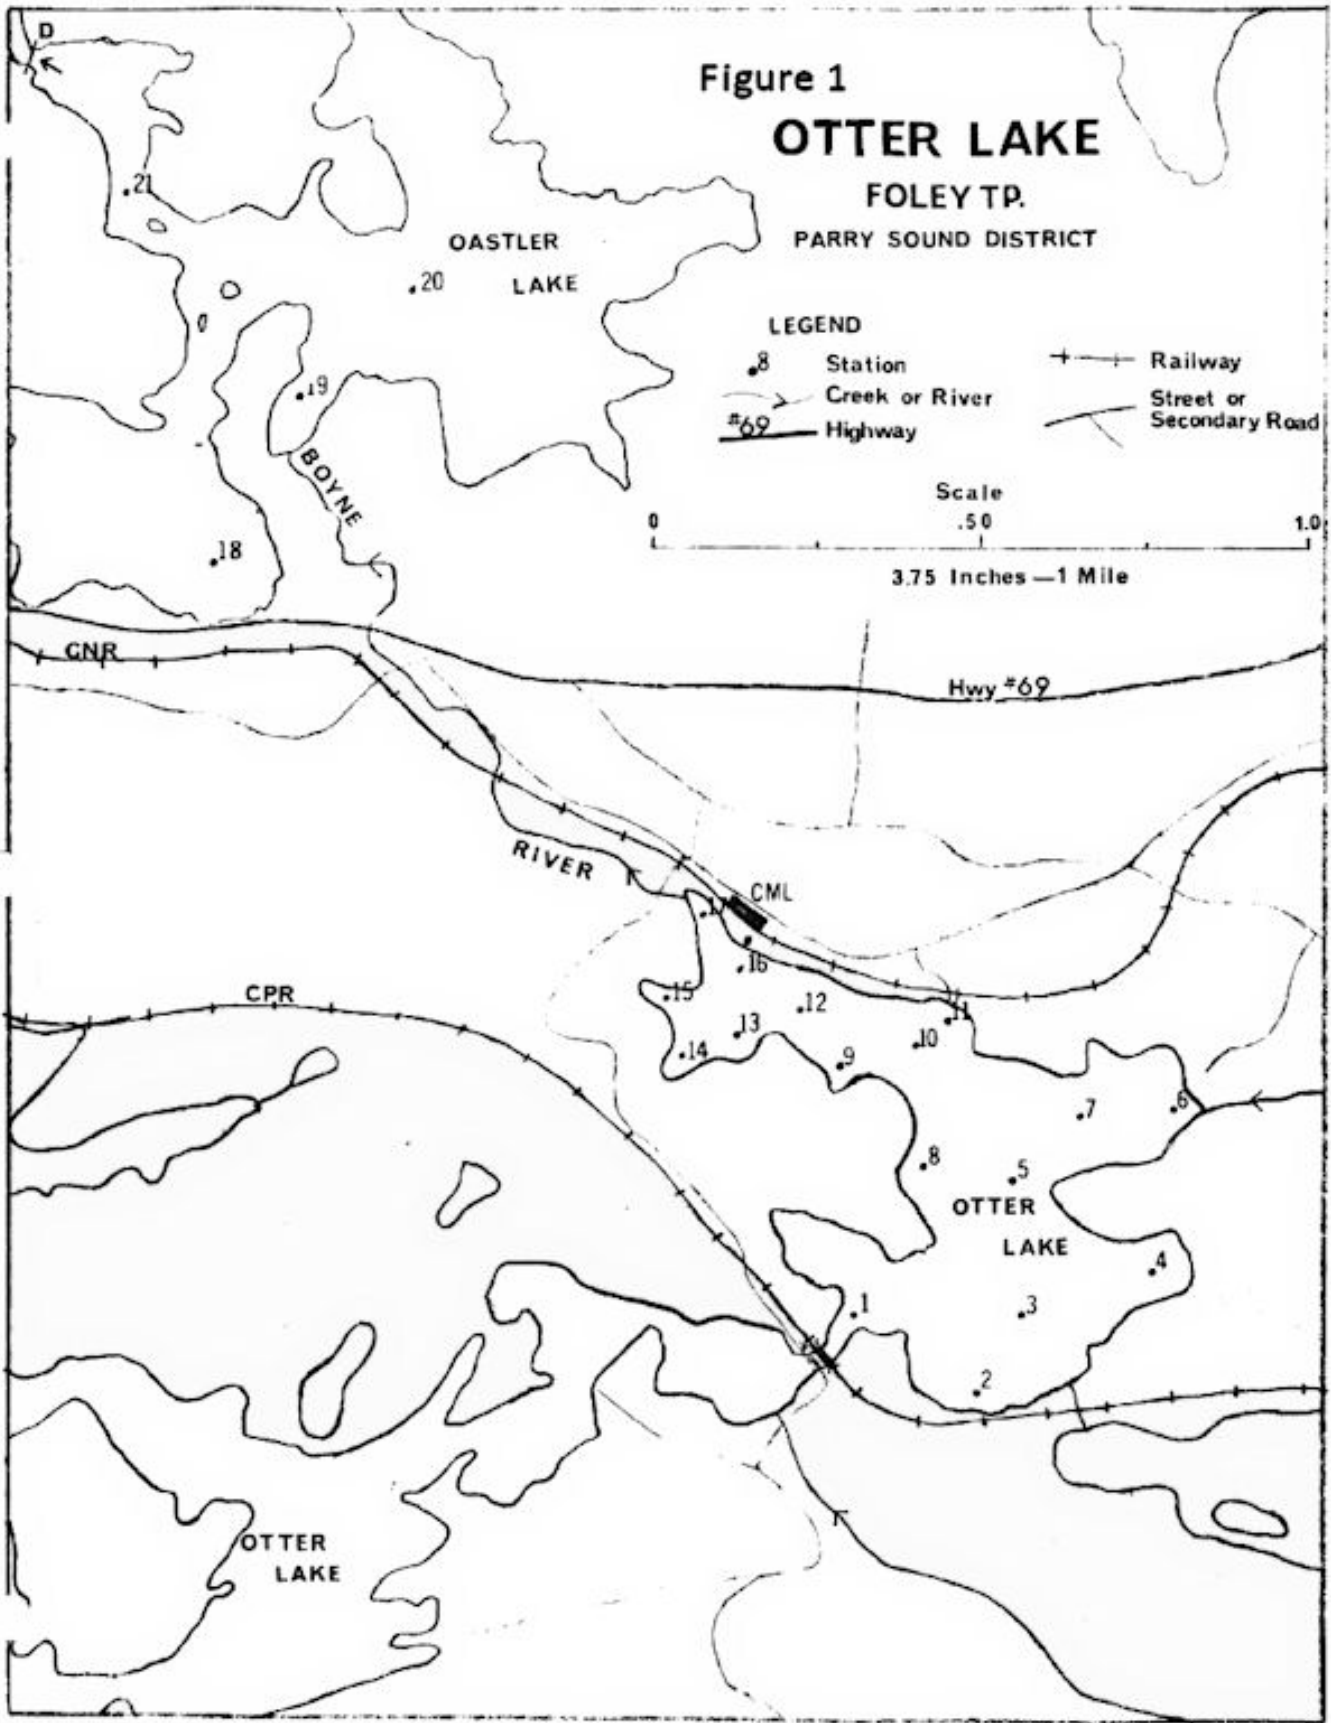 D
Figure 1
OTTER LAKE
FOLEY TP.
PARRY SOUND DISTRICT
21
OASTLER
LAKE
20
LEGEND
8 Station
Railway
Creek or River
Street or
Secondary Road
#69 Highway
19
BOYNE
Scale
0 .50 1.0
3.75 Inches — 1 Mile
18
CNR
Hwy #69
RIVER
CML
16
15
12
CPR
13
11
14
10
9
7
6
8
5
OTTER
LAKE
4
1
3
2
OTTER
LAKE